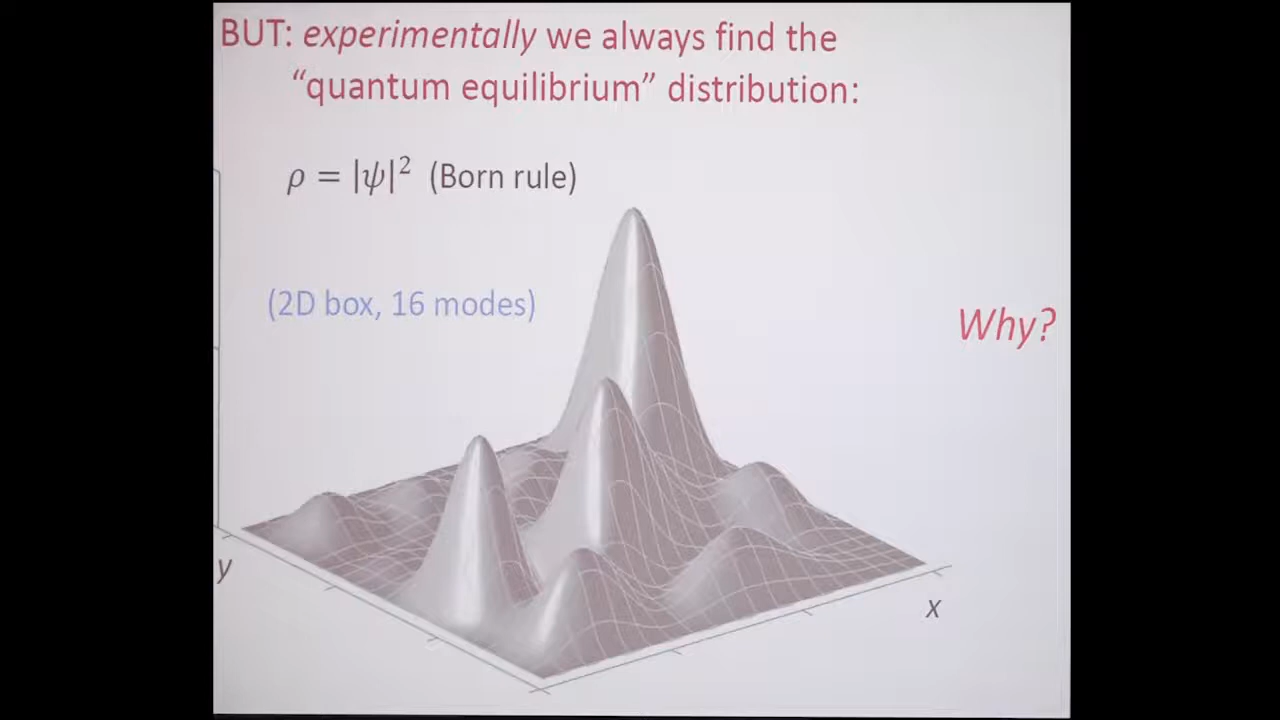 BUT: experimentally we always find the
“quantum equilibrium” distribution:
ρ = |ψ|² (Born rule)
(2D box, 16 modes)
Why?
y
x